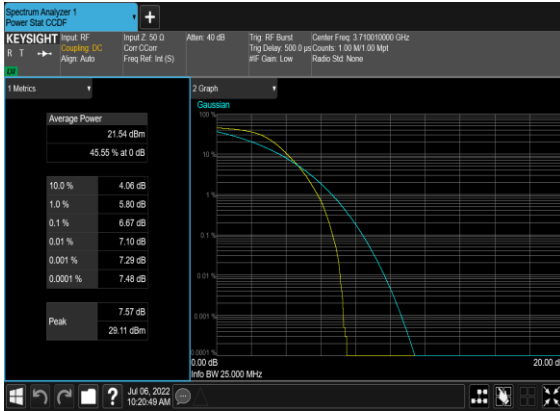 Spectrum Analyzer 1
Power Stat CCDF
KEYSIGHT
R T
LV
Input: RF
Coupling: DC
Align: Auto
Input Z: 50 Ω
Corr CCorr
Freq Ref: Int (S)
Atten: 40 dB
Trig: RF Burst
Trig Delay: 500.0 µs
#IF Gain: Low
Center Freq: 3.710010000 GHz
Counts: 1.00 M/1.00 Mpt
Radio Std: None
1 Metrics
Average Power
21.54 dBm
45.55 % at 0 dB
10.0 % 4.06 dB
1.0 % 5.80 dB
0.1 % 6.67 dB
0.01 % 7.10 dB
0.001 % 7.29 dB
0.0001 % 7.48 dB
Peak
7.57 dB
29.11 dBm
2 Graph
Gaussian
100 %
10 %
1 %
0.1 %
0.01 %
0.001 %
0.0001 %
0.00 dB
20.00 d
Info BW 25.000 MHz
Jul 06, 2022
10:20:49 AM